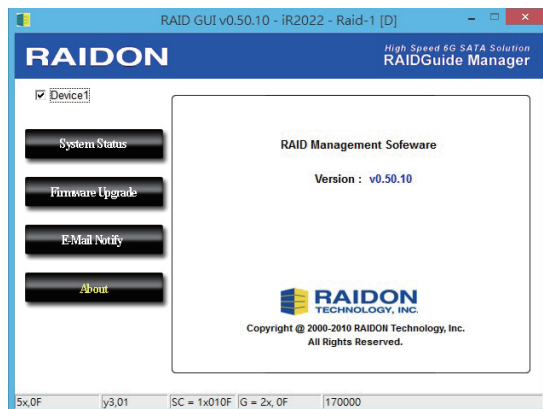 RAID GUI v0.50.10 - iR2022 - Raid-1 [D]
RAIDON
High Speed 6G SATA Solution
RAIDGuide Manager
Device1
System Status
Firmware Upgrade
E-Mail Notify
About
RAID Management Sofeware
Version : v0.50.10
RAIDON
TECHNOLOGY, INC.
Copyright @ 2000-2010 RAIDON Technology, Inc.
All Rights Reserved.
5x,0F y3,01 SC = 1x010F G = 2x, 0F 170000